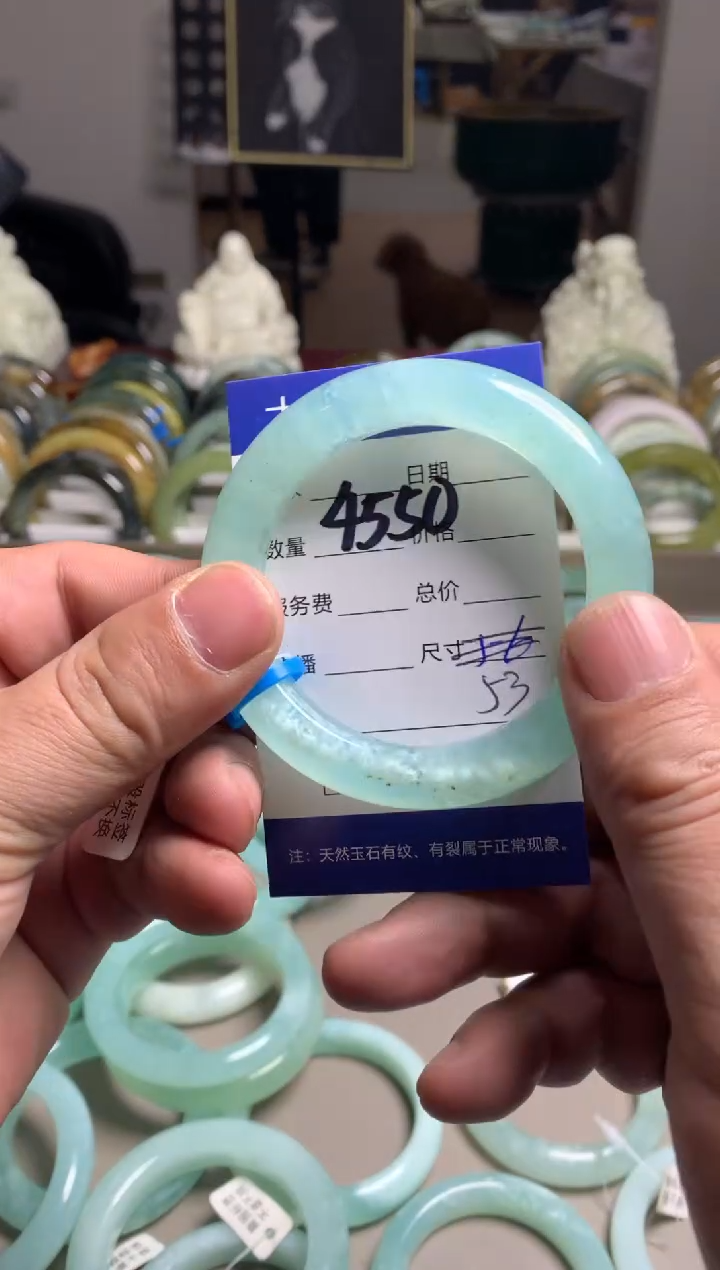 日期
4550
数量
价格
服务费
总价
播
尺寸 56
53
注：天然玉石有纹、有裂属于正常现象。